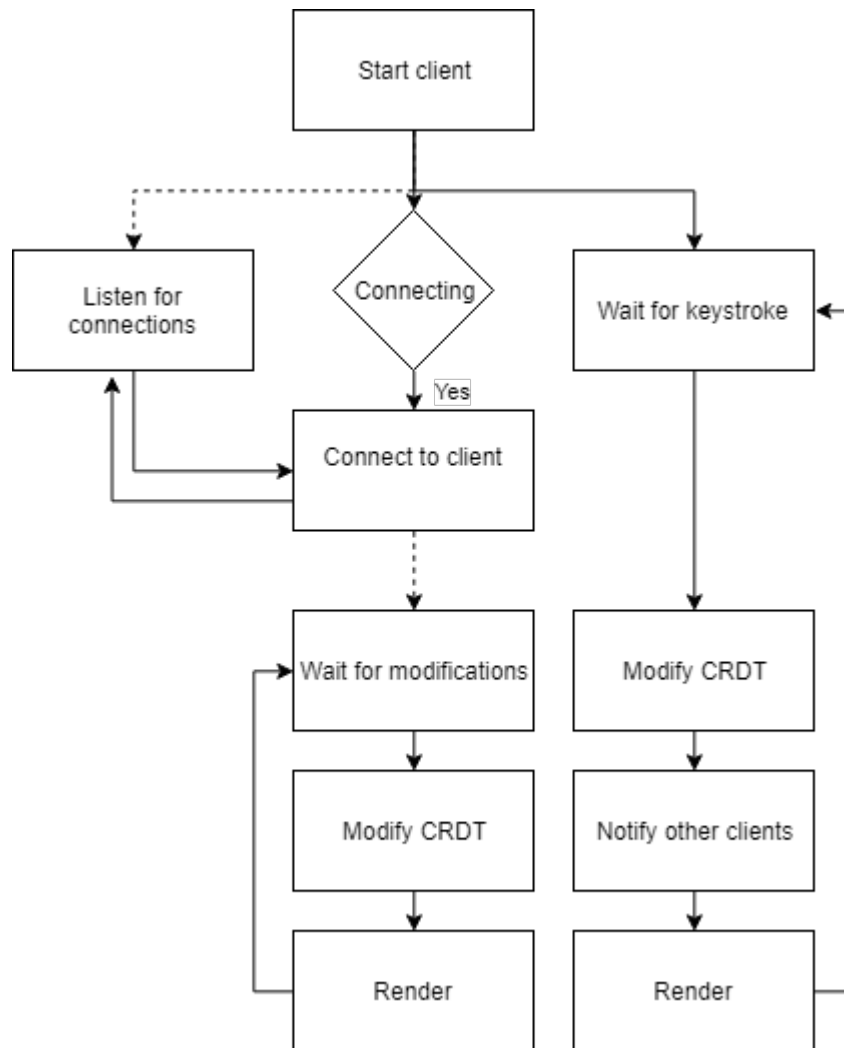 Start client
Listen for
connections
Connecting
Wait for keystroke
Yes
Connect to client
Wait for modifications
Modify CRDT
Modify CRDT
Notify other clients
Render
Render